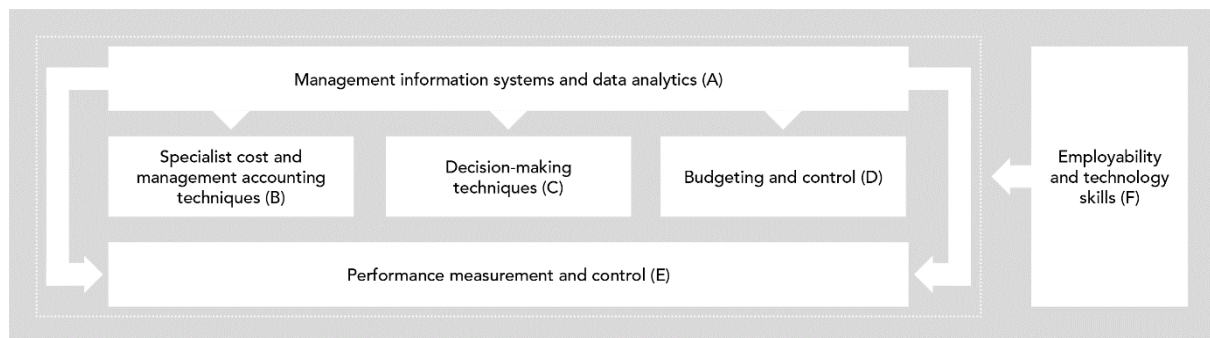 Management information systems and data analytics (A)
Specialist cost and
management accounting
techniques (B)
Decision-making
techniques (C)
Budgeting and control (D)
Performance measurement and control (E)
Employability
and technology
skills (F)